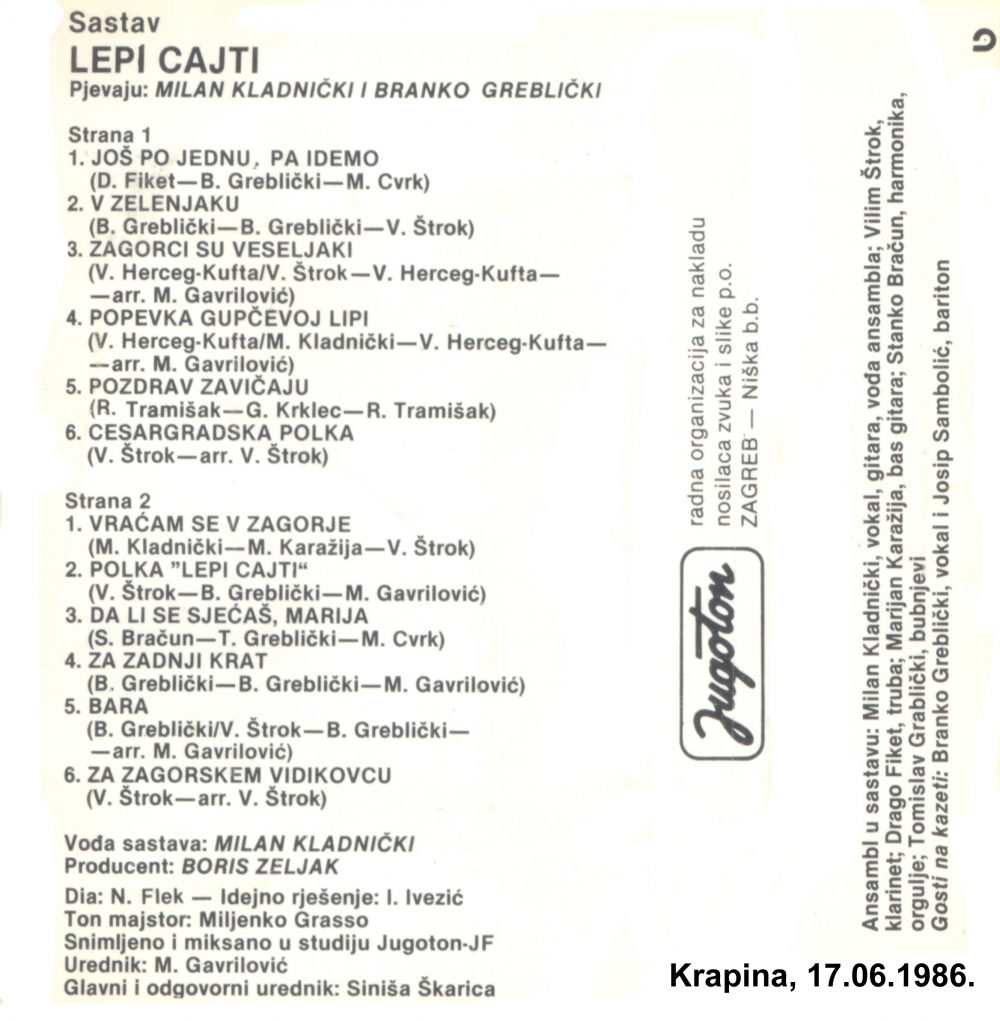 Sastav
LEPI CAJTI
Pjevaju: MILAN KLADNIČKI I BRANKO GREBLIČKI
Strana 1
1. JOŠ PO JEDNU, PA IDEMO
(D. Fiket—B. Greblički—M. Cvrk)
2. V ZELENJAKU
(B. Greblički—B. Greblički—V. Štrok)
3. ZAGORCI SU VESELJAKI
(V. Herceg-Kufta/V. Štrok—V. Herceg-Kufta—
—arr. M. Gavrilović)
4. POPEVKA GUPČEVOJ LIPI
(V. Herceg-Kufta/M. Kladnički—V. Herceg-Kufta—
—arr. M. Gavrilović)
5. POZDRAV ZAVIČAJU
(R. Tramišak—G. Krklec—R. Tramišak)
6. CESARGRADSKA POLKA
(V. Štrok—arr. V. Štrok)
Strana 2
1. VRAĆAM SE V ZAGORJE
(M. Kladnički—M. Karažija—V. Štrok)
2. POLKA "LEPI CAJTI“
(V. Štrok—B. Greblički—M. Gavrilović)
3. DA LI SE SJEĆAŠ, MARIJA
(S. Bračun—T. Greblički—M. Cvrk)
4. ZA ZADNJI KRAT
(B. Greblički—B. Greblički—M. Gavrilović)
5. BARA
(B. Greblički/V. Štrok—B. Greblički—
—arr. M. Gavrilović)
6. ZA ZAGORSKEM VIDIKOVCU
(V. Štrok—arr. V. Štrok)
Vođa sastava: MILAN KLADNIČKI
Producent: BORIS ZELJAK
Dia: N. Flek — Idejno rješenje: I. Ivezić
Ton majstor: Miljenko Grasso
Snimljeno i miksano u studiju Jugoton-JF
Urednik: M. Gavrilović
Glavni i odgovorni urednik: Siniša Škarica
Jugoton
radna organizacija za nakladu
nosilaca zvuka i slike p.o.
ZAGREB — Niška b.b.
Ansambl u sastavu: Milan Kladnički, vokal, gitara, vođa ansambla; Vilim Štrok,
klarinet; Drago Fiket, truba; Marijan Karažija, bas gitara; Stanko Bračun, harmonika,
orgulje; Tomislav Grablički, bubnjevi
Gosti na kazeti: Branko Greblički, vokal i Josip Sambolić, bariton
Krapina, 17.06.1986.